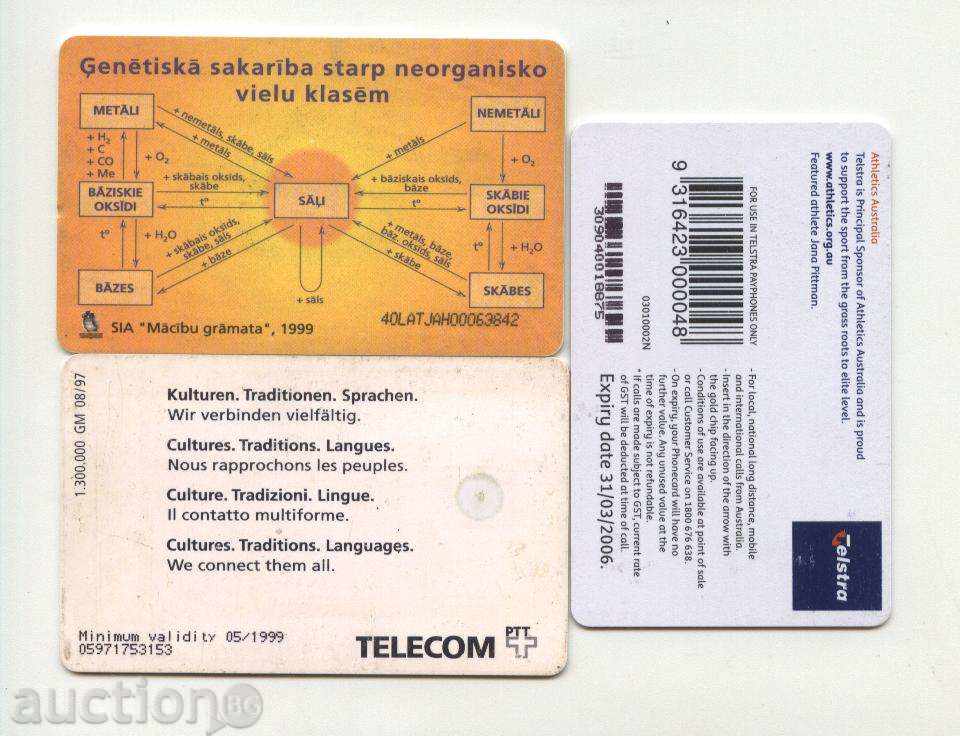 Ģenētiskā sakarība starp neorganisko
vielu klasēm
METĀLI
NEMETĀLI
+ nemetāls, skābe, sāls
+ metāls
+ metāls
+ H₂
+ C
+ CO
+ Me
+ O₂
+ O₂
+ skābais oksīds,
skābe
+ bāziskais oksīds,
bāze
BĀZISKIE
OKSĪDI
t°
SĀĻI
t°
SKĀBIE
OKSĪDI
t°
+ H₂O
+ skābais oksīds,
skābe, sāls
+ bāze
+ metāls, bāze,
bāz. oksīds, sāls
+ skābe
t°
+ H₂O
BĀZES
+ sāls
SKĀBES
SIA "Mācību grāmata", 1999
40LATJAH00063842
1.300.000 GM 08/97
Kulturen. Traditionen. Sprachen.
Wir verbinden vielfältig.
Cultures. Traditions. Langues.
Nous rapprochons les peuples.
Culture. Tradizioni. Lingue.
Il contatto multiforme.
Cultures. Traditions. Languages.
We connect them all.
Minimum validity 05/1999
05971753153
TELECOM PTT
Athletics Australia
Telstra is Principal Sponsor of Athletics Australia and is proud
to support the sport from the grass roots to elite level.
www.athletics.org.au
Featured athlete Jana Pittman.
FOR USE IN TELSTRA PAYPHONES ONLY
9 316423 000048
03010002N
309040018875
- For local, national long distance, mobile
and international calls from Australia.
- Insert in the direction of the arrow with
the gold chip facing up.
- Conditions of use are available at point of sale
or call Customer Service on 1800 676 638.
- On expiry, your Phonecard will have no
further value. Any unused value at the
time of expiry is not refundable.
* If calls are made subject to GST, current rate
of GST will be deducted at time of call.
Expiry date 31/03/2006.
Telstra
auction BG